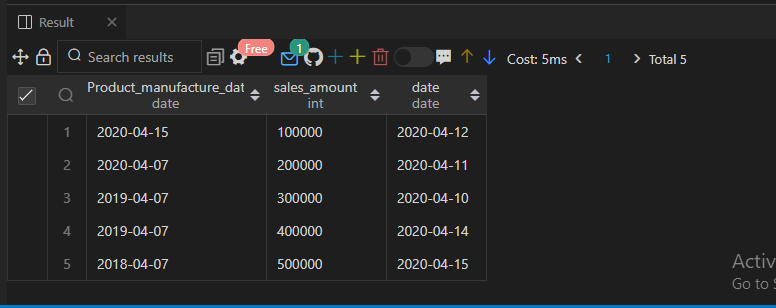 Result
Search results
Free
1
Cost: 5ms
1
Total 5
Product_manufacture_dat sales_amount date
date int date
1 2020-04-15 100000 2020-04-12
2 2020-04-07 200000 2020-04-11
3 2019-04-07 300000 2020-04-10
4 2019-04-07 400000 2020-04-14
5 2018-04-07 500000 2020-04-15
Activ
Go to S